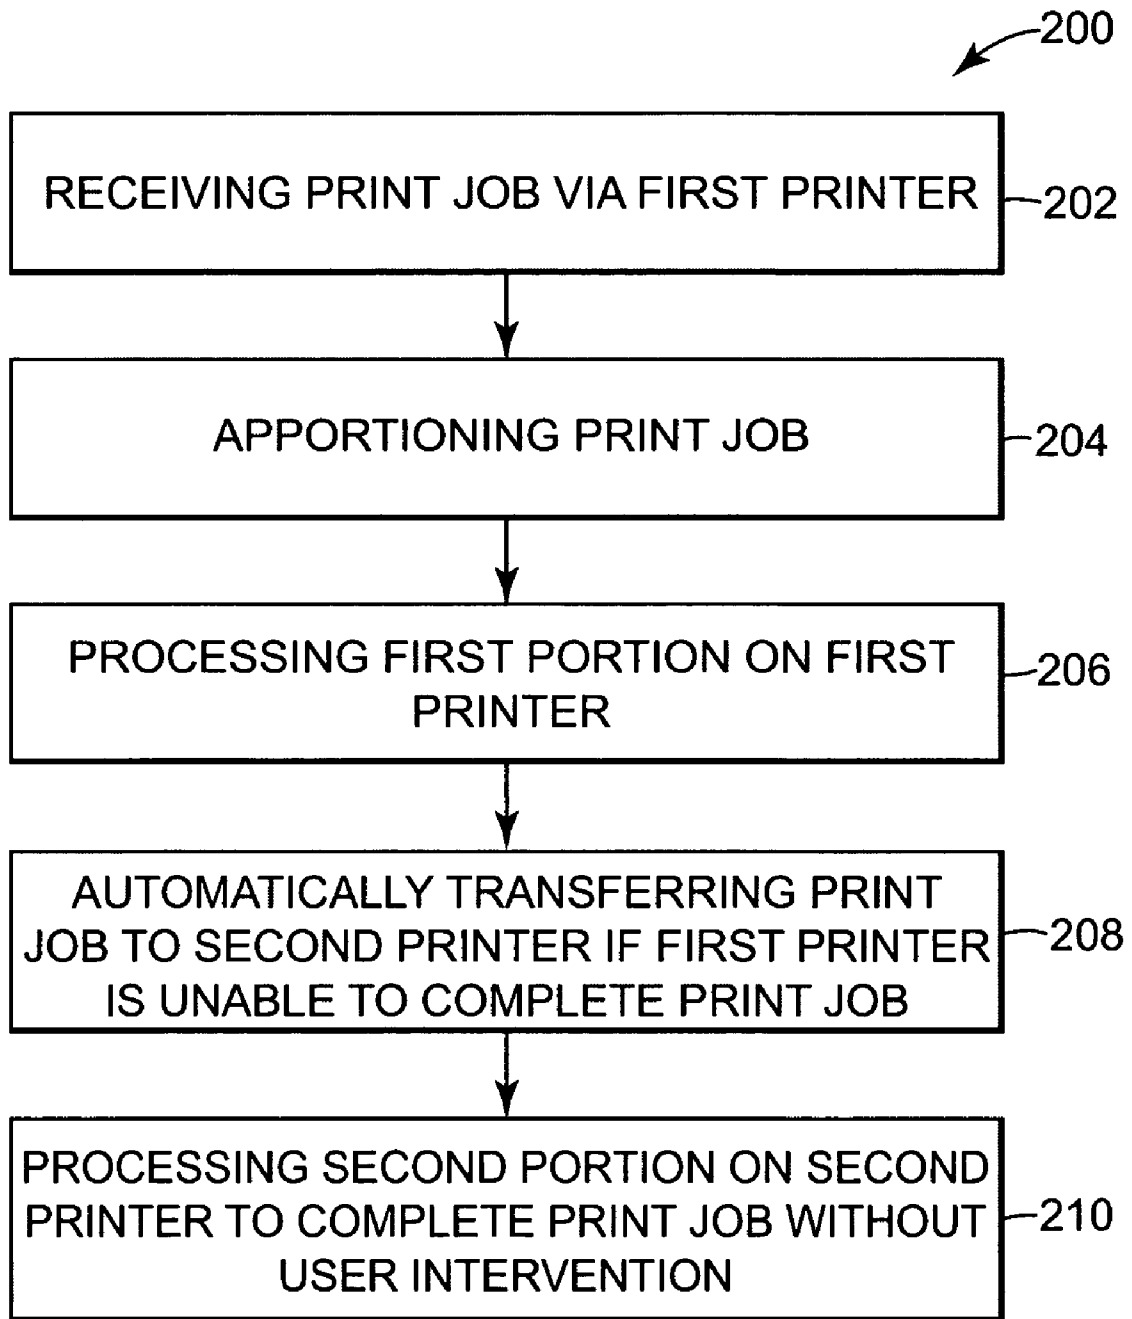 200
RECEIVING PRINT JOB VIA FIRST PRINTER
202
APPORTIONING PRINT JOB
204
PROCESSING FIRST PORTION ON FIRST
PRINTER
206
AUTOMATICALLY TRANSFERRING PRINT
JOB TO SECOND PRINTER IF FIRST PRINTER
IS UNABLE TO COMPLETE PRINT JOB
208
PROCESSING SECOND PORTION ON SECOND
PRINTER TO COMPLETE PRINT JOB WITHOUT
USER INTERVENTION
210